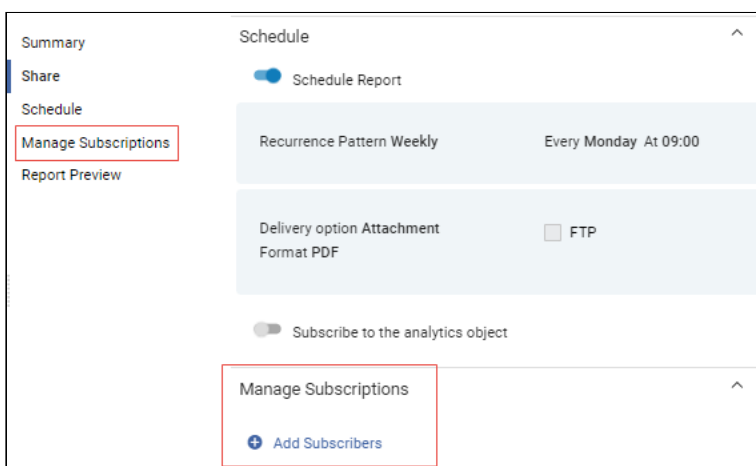 Summary
Share
Schedule
Manage Subscriptions
Report Preview
Schedule
Schedule Report
Recurrence Pattern Weekly
Every Monday At 09:00
Delivery option Attachment
Format PDF
FTP
Subscribe to the analytics object
Manage Subscriptions
Add Subscribers